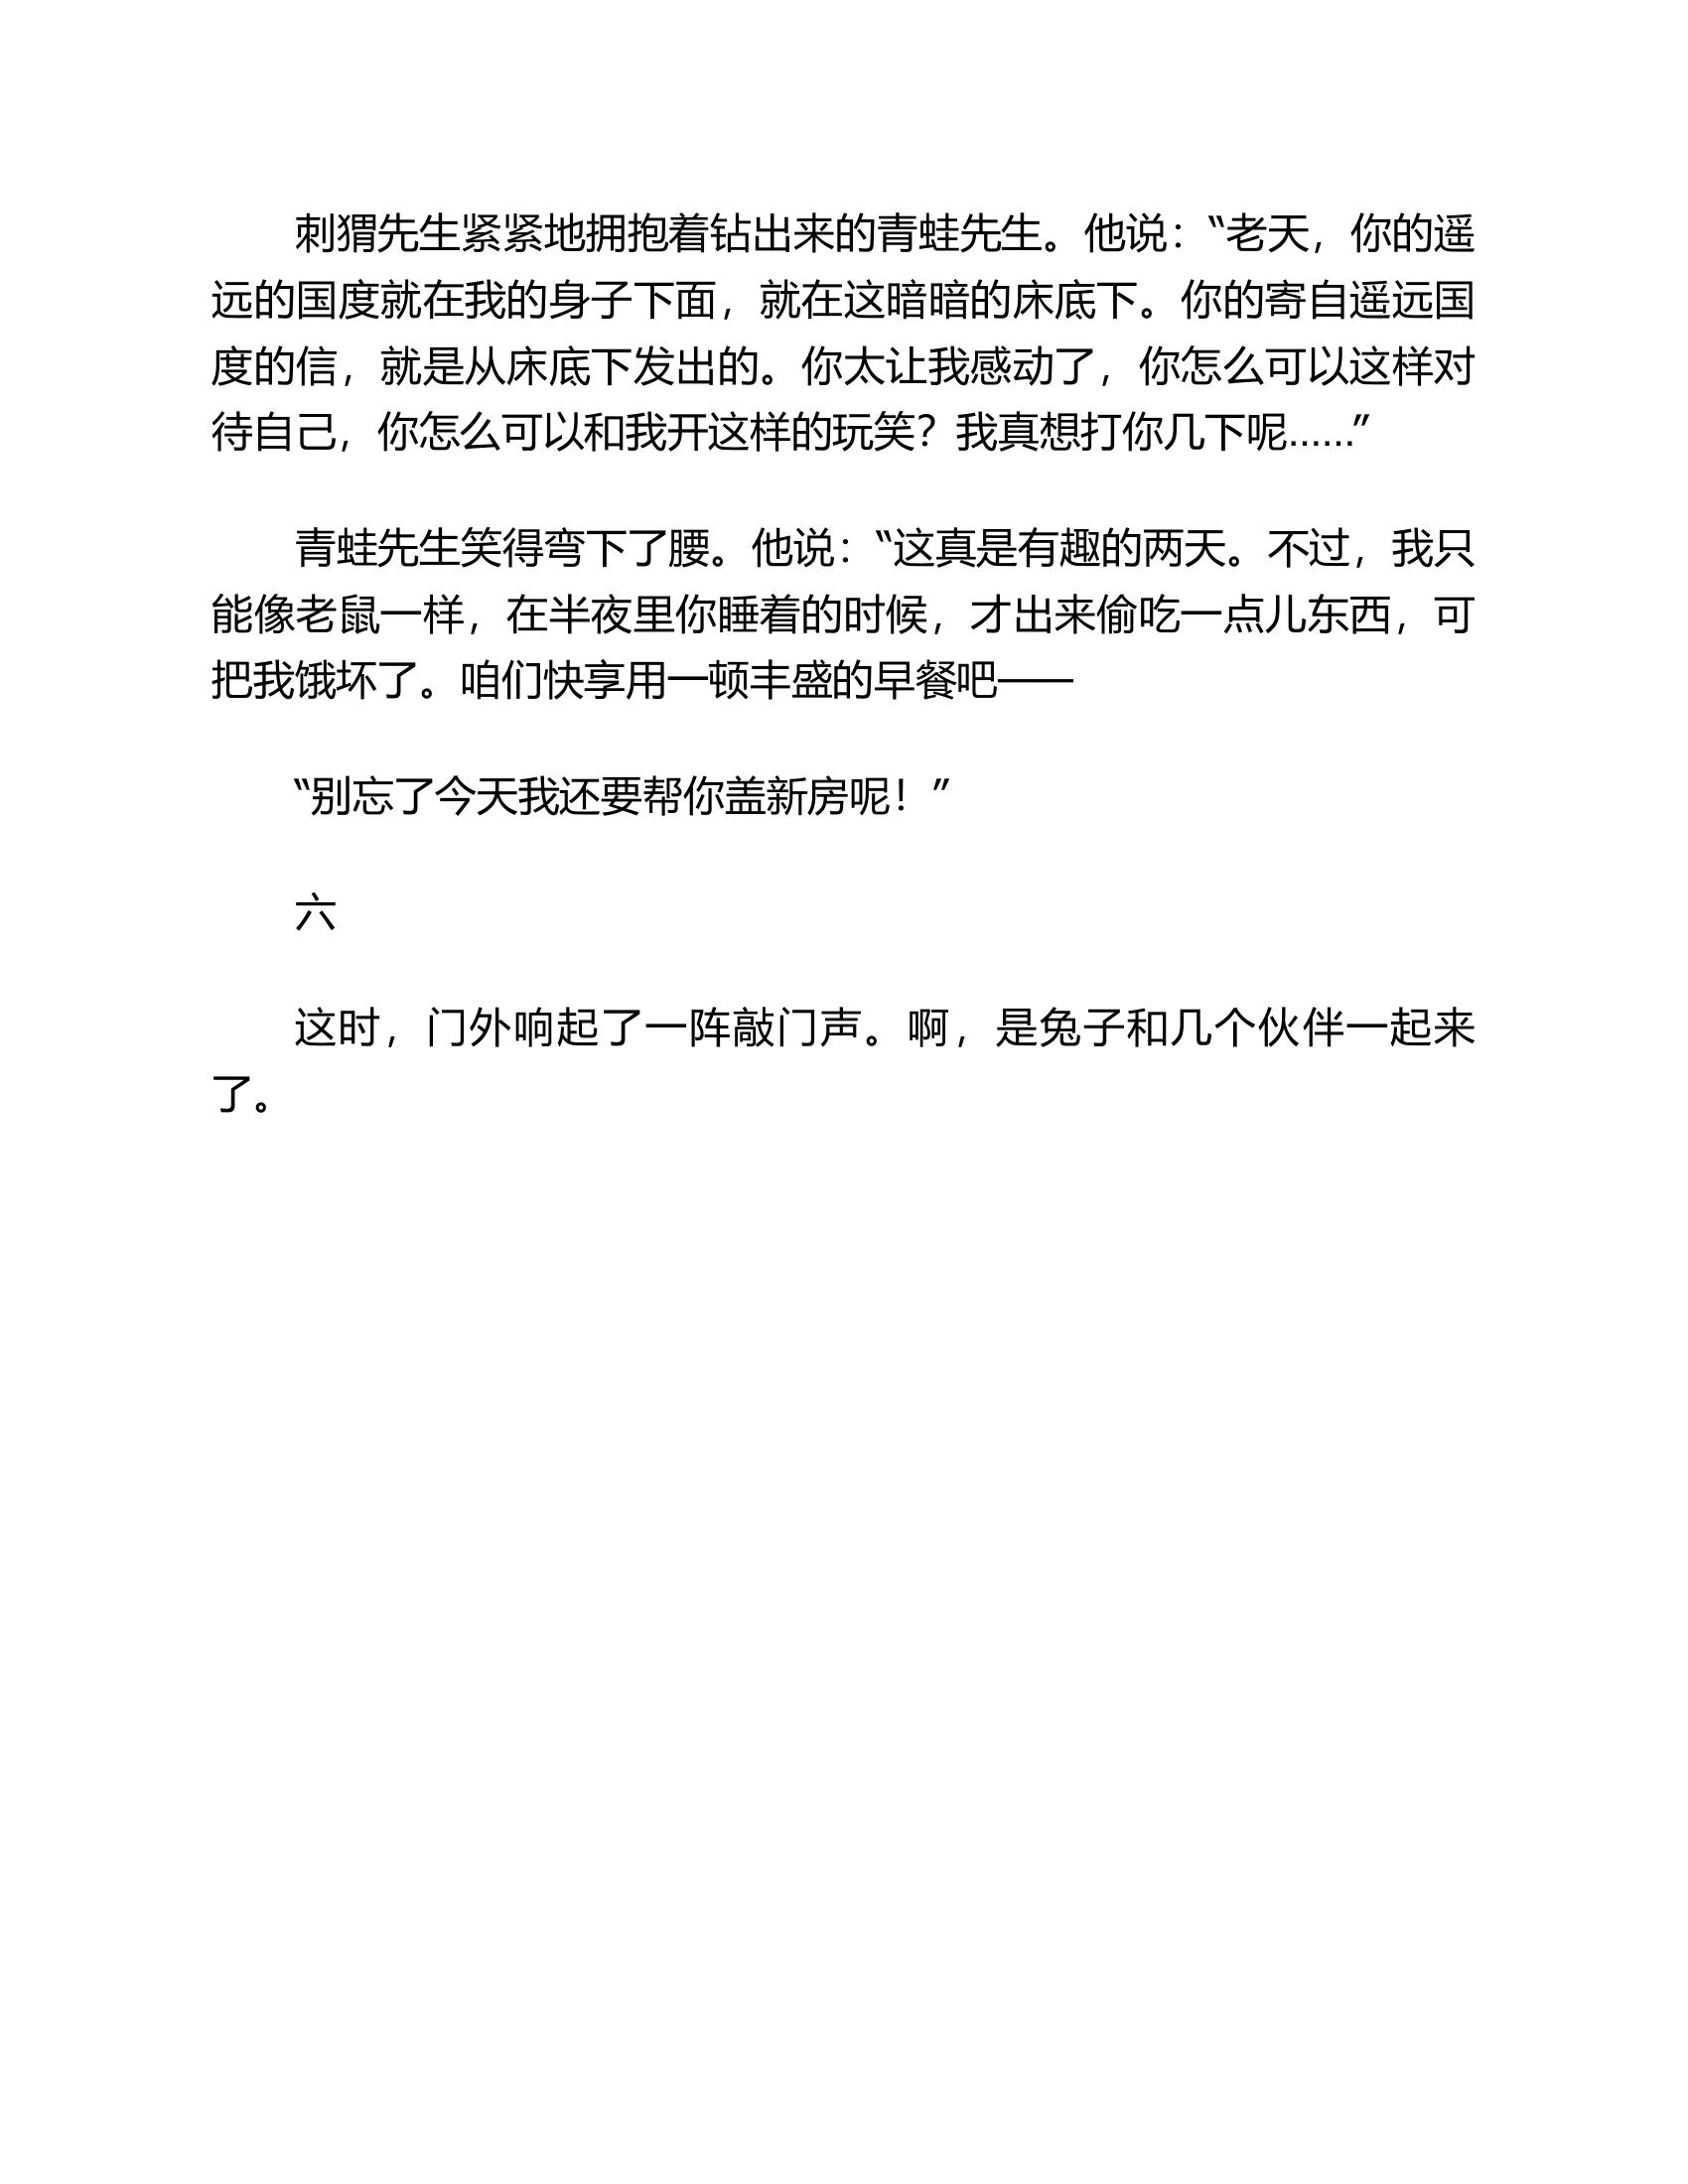 刺猬先生紧紧地拥抱着钻出来的青蛙先生。他说：“老天，你的遥
远的国度就在我的身子下面，就在这暗暗的床底下。你的寄自遥远国
度的信，就是从床底下发出的。你太让我感动了，你怎么可以这样对
待自己，你怎么可以和我开这样的玩笑？我真想打你几下呢……”
青蛙先生笑得弯下了腰。他说：“这真是有趣的两天。不过，我只
能像老鼠一样，在半夜里你睡着的时候，才出来偷吃一点儿东西，可
把我饿坏了。咱们快享用一顿丰盛的早餐吧——
“别忘了今天我还要帮你盖新房呢！”
六
这时，门外响起了一阵敲门声。啊，是兔子和几个伙伴一起来
了。